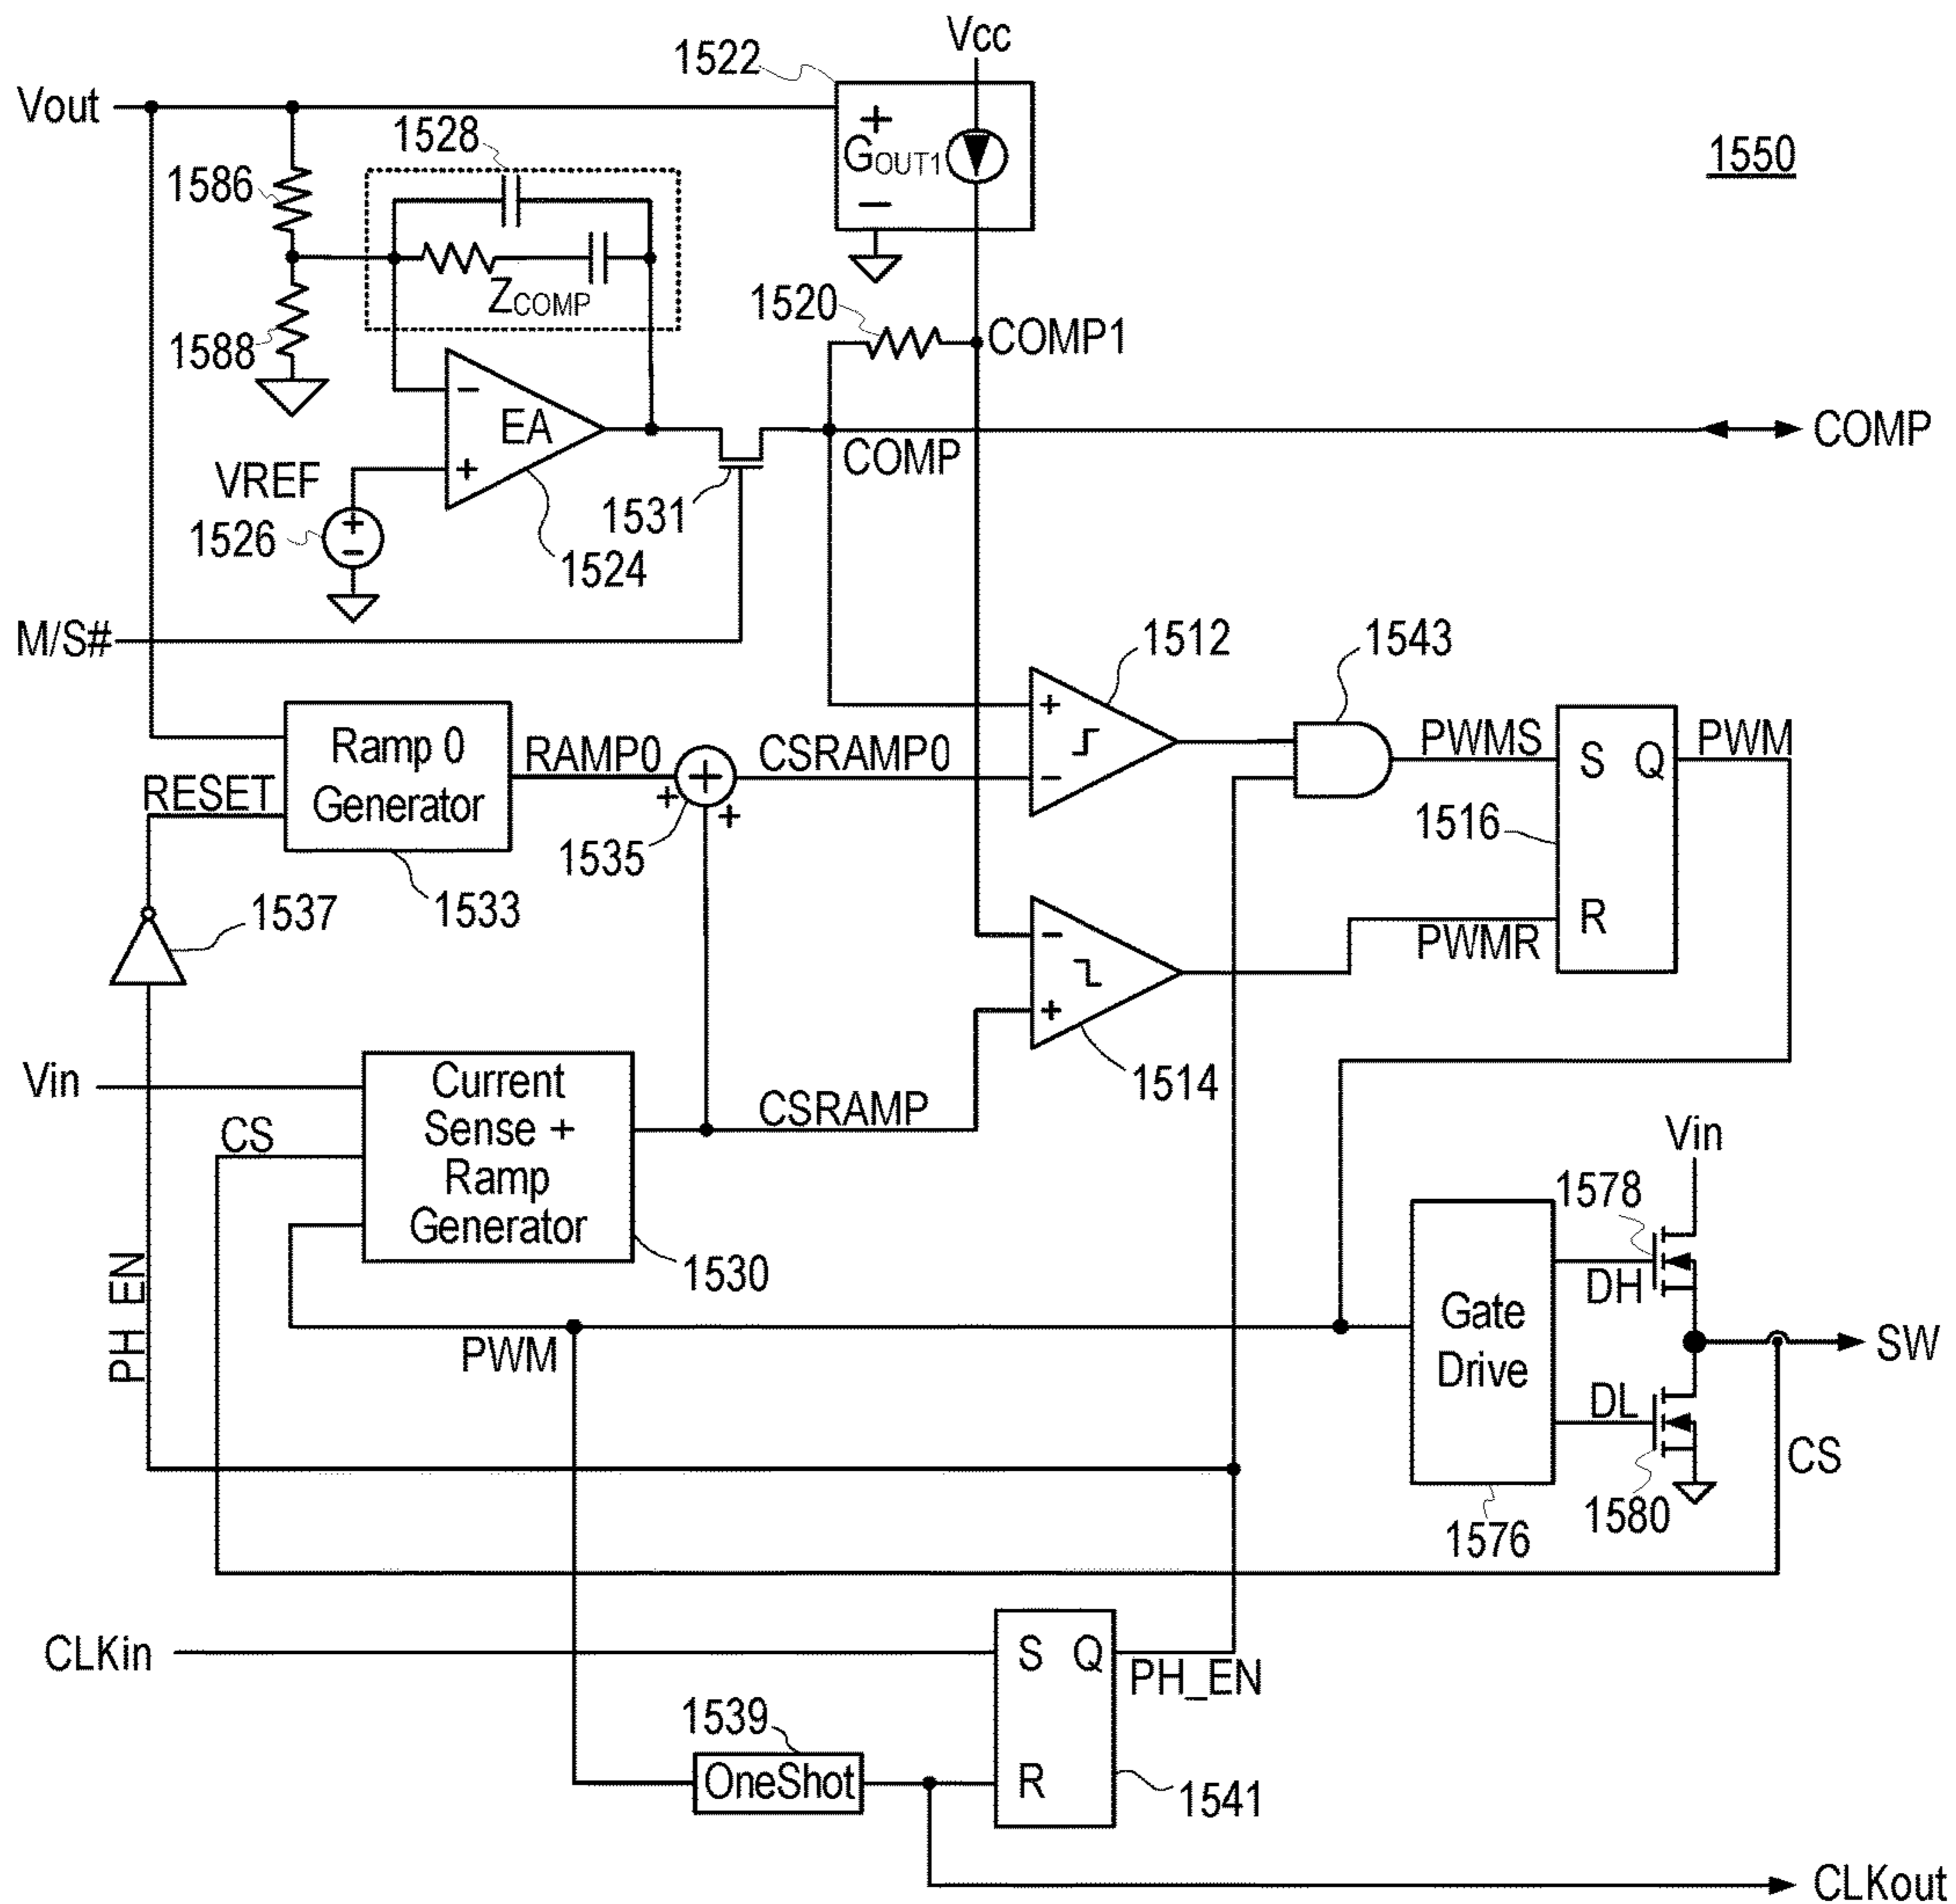 Vcc
1522
Vout
+
GOUT1
−
1528
1550
1586
ZCOMP
1588
1520
COMP1
−
EA
+
COMP
COMP
VREF
1526
+
−
1531
1524
M/S#
1512
1543
+
−
Ramp 0
Generator
RAMP0
+
+
+
CSRAMP0
RESET
1535
1533
1537
PWMS
S Q
PWM
1516
R
PWMR
−
+
1514
Vin
CS
Current
Sense +
Ramp
Generator
CSRAMP
1530
PH_EN
PWM
Vin
1578
DH
Gate
Drive
SW
DL
CS
1580
1576
CLKin
S Q
PH_EN
1539
OneShot
R
1541
CLKout